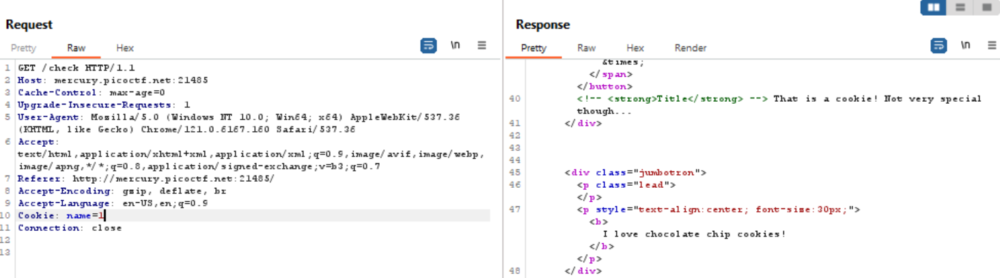 Request
Pretty Raw Hex \n
1 GET /check HTTP/1.1
2 Host: mercury.picoctf.net:21485
3 Cache-Control: max-age=0
4 Upgrade-Insecure-Requests: 1
5 User-Agent: Mozilla/5.0 (Windows NT 10.0; Win64; x64) AppleWebKit/537.36
(KHTML, like Gecko) Chrome/121.0.6167.160 Safari/537.36
6 Accept:
text/html,application/xhtml+xml,application/xml;q=0.9,image/avif,image/webp,
image/apng,*/*;q=0.8,application/signed-exchange;v=b3;q=0.7
7 Referer: http://mercury.picoctf.net:21485/
8 Accept-Encoding: gzip, deflate, br
9 Accept-Language: en-US,en;q=0.9
10 Cookie: name=1
11 Connection: close
12
13
Response
Pretty Raw Hex Render \n
&times;
</span>
</button>
40 <!-- <strong>Title</strong> --> That is a cookie! Not very special
though...
41 </div>
42
43
44
45 <div class="jumbotron">
46 <p class="lead">
</p>
47 <p style="text-align:center; font-size:30px;">
<b>
I love chocolate chip cookies!
</b>
</p>
48 </div>